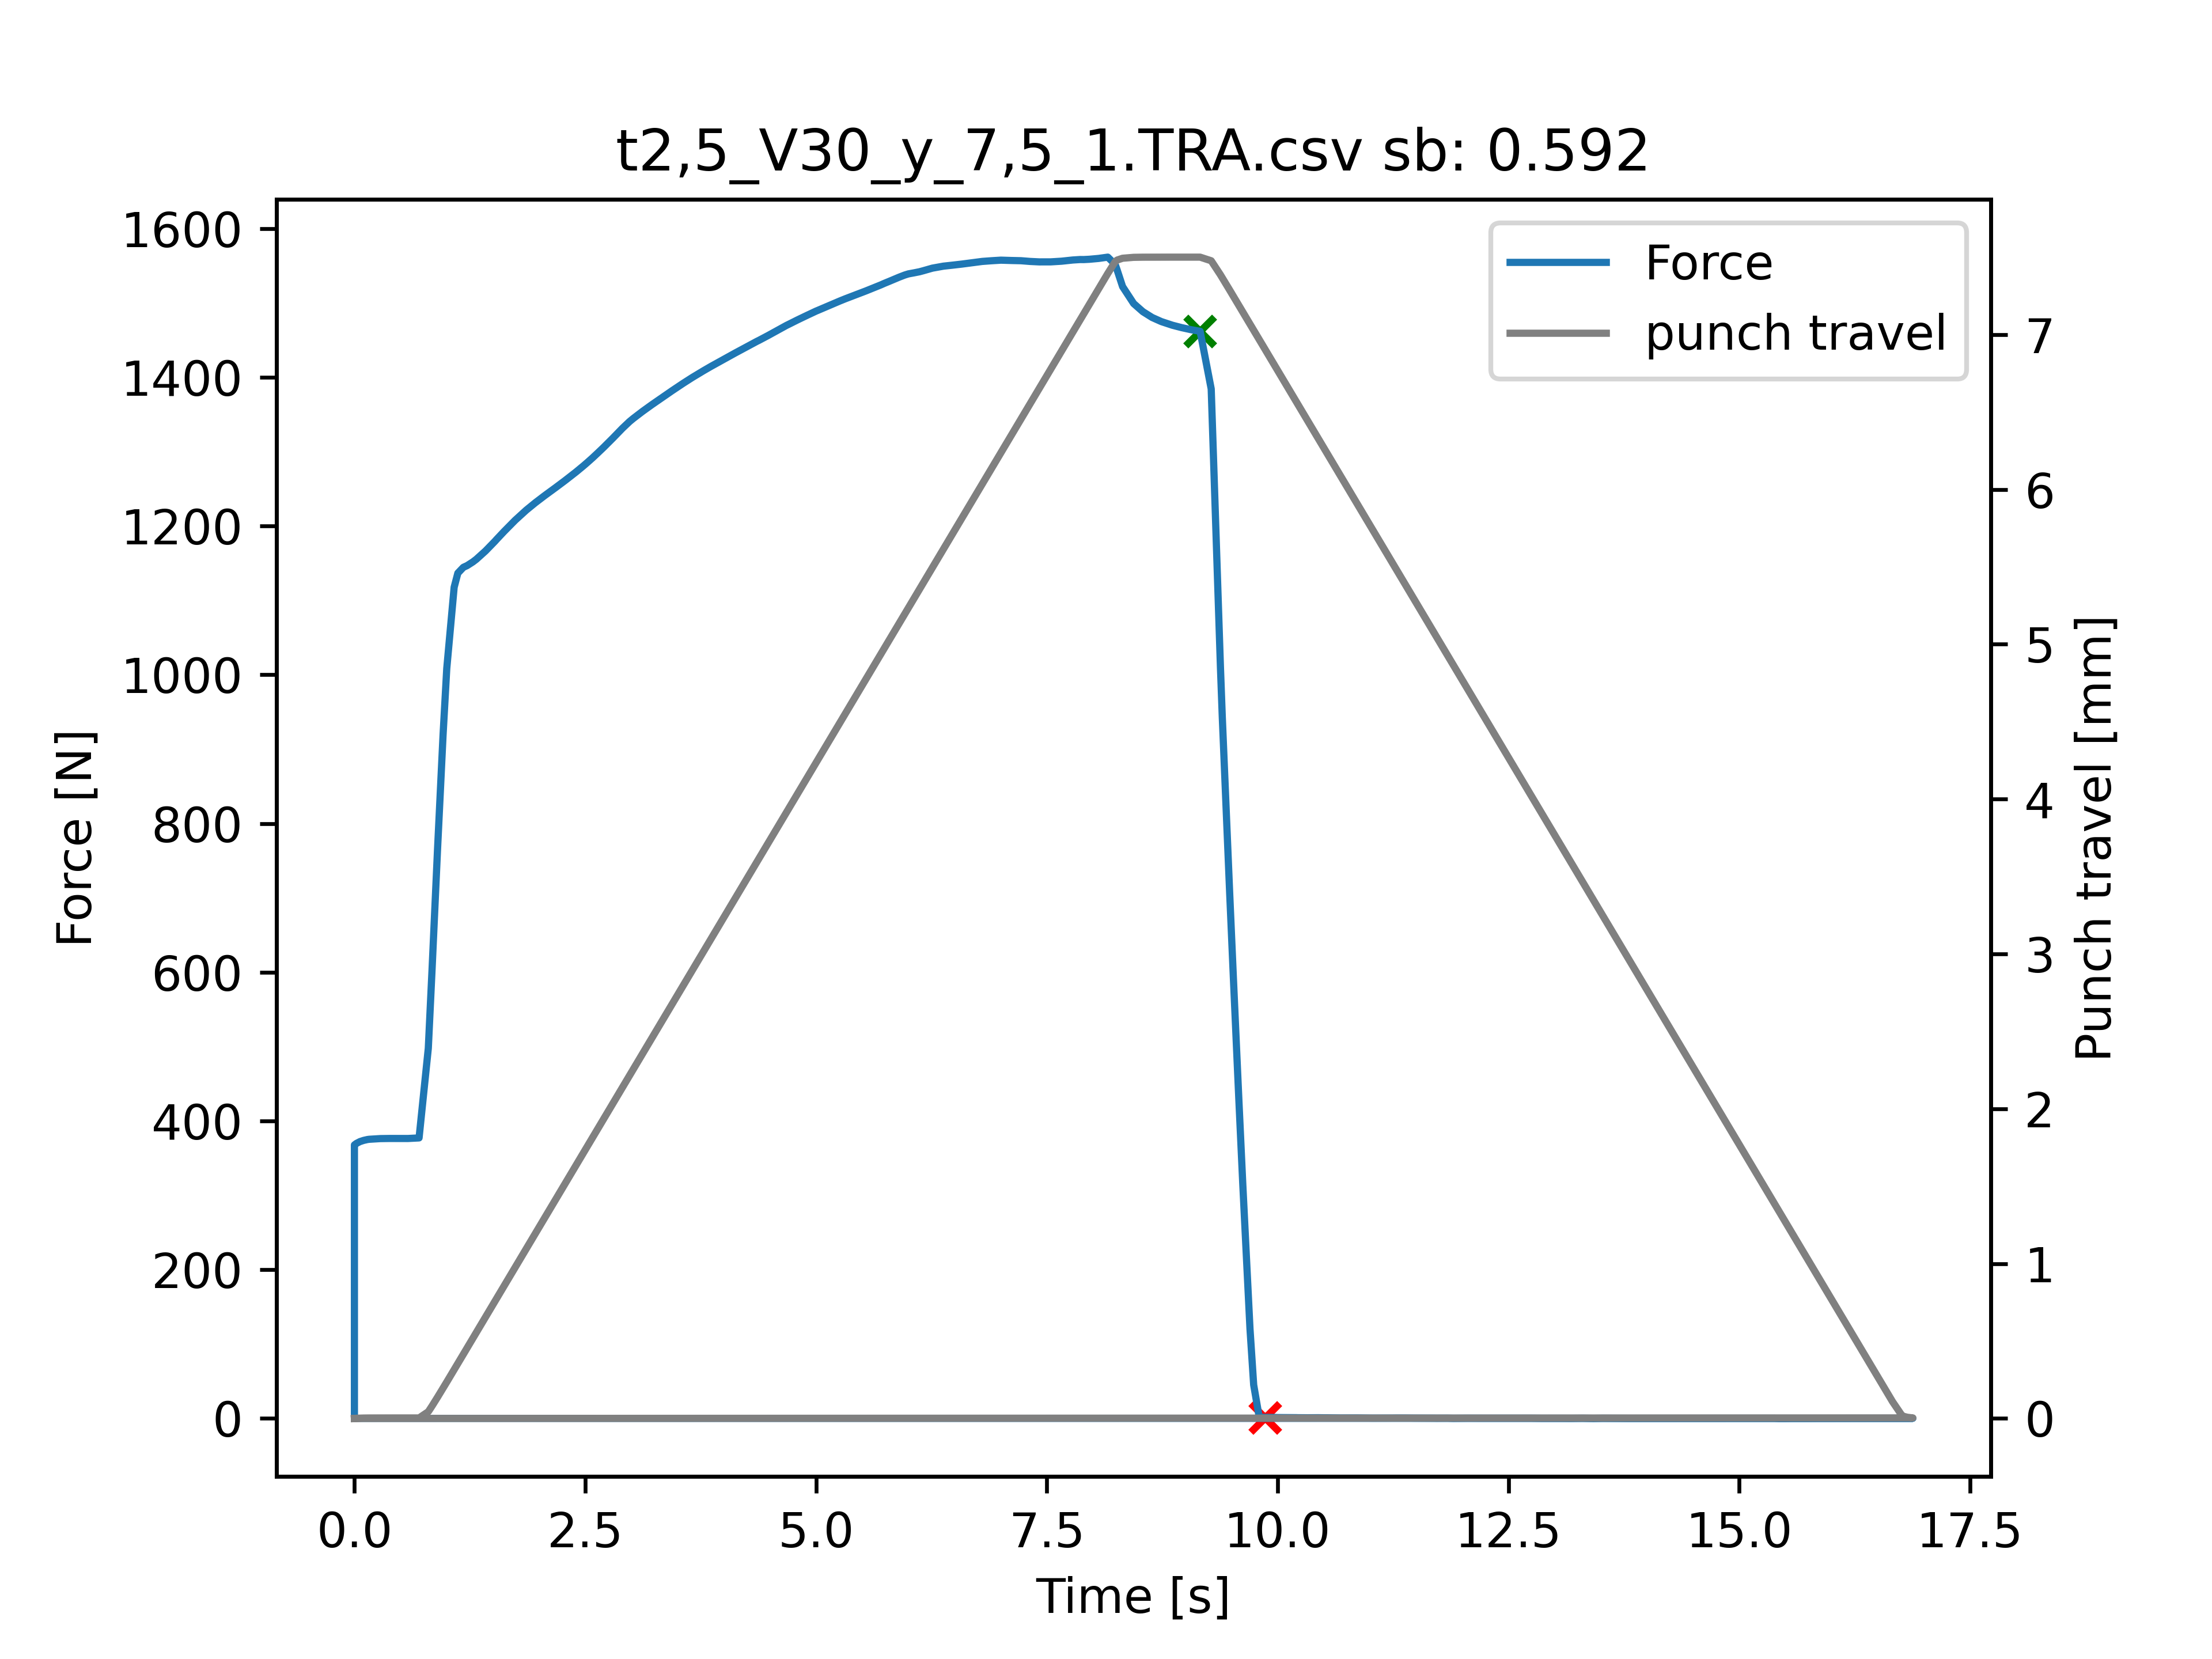 t2,5_V30_y_7,5_1.TRA.csv sb: 0.592
Force
punch travel
1600
1400
1200
1000
800
600
400
200
0
Force [N]
7
6
5
4
3
2
1
0
Punch travel [mm]
0.0 2.5 5.0 7.5 10.0 12.5 15.0 17.5
Time [s]